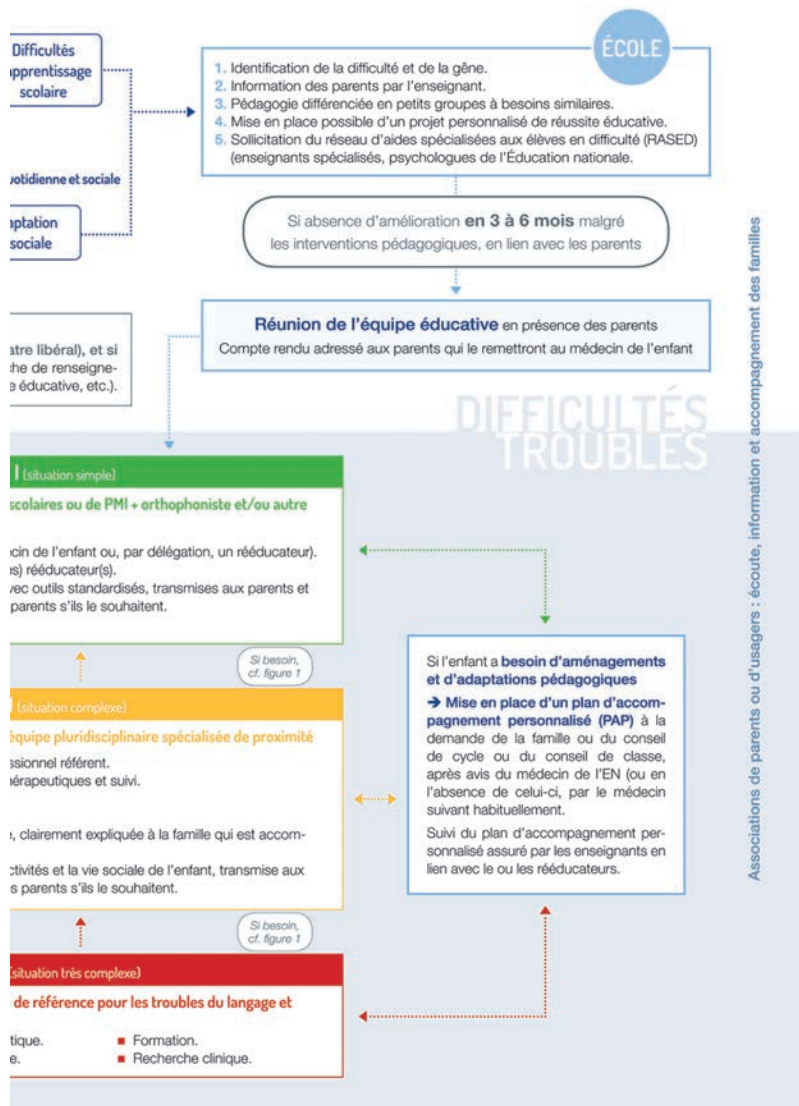 Difficultés
apprentissage
scolaire
quotidienne et sociale
aptation
sociale
ÉCOLE
1. Identification de la difficulté et de la gêne.
2. Information des parents par l'enseignant.
3. Pédagogie différenciée en petits groupes à besoins similaires.
4. Mise en place possible d'un projet personnalisé de réussite éducative.
5. Sollicitation du réseau d'aides spécialisées aux élèves en difficulté (RASED)
(enseignants spécialisés, psychologues de l'Éducation nationale.
Si absence d'amélioration en 3 à 6 mois malgré
les interventions pédagogiques, en lien avec les parents
Réunion de l'équipe éducative en présence des parents
Compte rendu adressé aux parents qui le remettront au médecin de l'enfant
atre libéral), et si
che de renseigne-
e éducative, etc.).
DIFFICULTÉS
TROUBLES
I (situation simple)
scolaires ou de PMI + orthophoniste et/ou autre
cin de l'enfant ou, par délégation, un rééducateur).
ns) rééducateur(s).
vec outils standardisés, transmises aux parents et
parents s'ils le souhaitent.
Si besoin,
cf. figure 1
I (situation complexe)
équipe pluridisciplinaire spécialisée de proximité
ssionnel référent.
hérapeutiques et suivi.
e, clairement expliquée à la famille qui est accom-
ctivités et la vie sociale de l'enfant, transmise aux
s parents s'ils le souhaitent.
Si besoin,
cf. figure 1
(situation très complexe)
de référence pour les troubles du langage et
tique.
e.
■ Formation.
■ Recherche clinique.
Si l'enfant a besoin d'aménagements
et d'adaptations pédagogiques
➔ Mise en place d'un plan d'accom-
pagnement personnalisé (PAP) à la
demande de la famille ou du conseil
de cycle ou du conseil de classe,
après avis du médecin de l'EN (ou en
l'absence de celui-ci, par le médecin
suivant habituellement.
Suivi du plan d'accompagnement per-
sonnalisé assuré par les enseignants en
lien avec le ou les rééducateurs.
Associations de parents ou d'usagers : écoute, information et accompagnement des familles